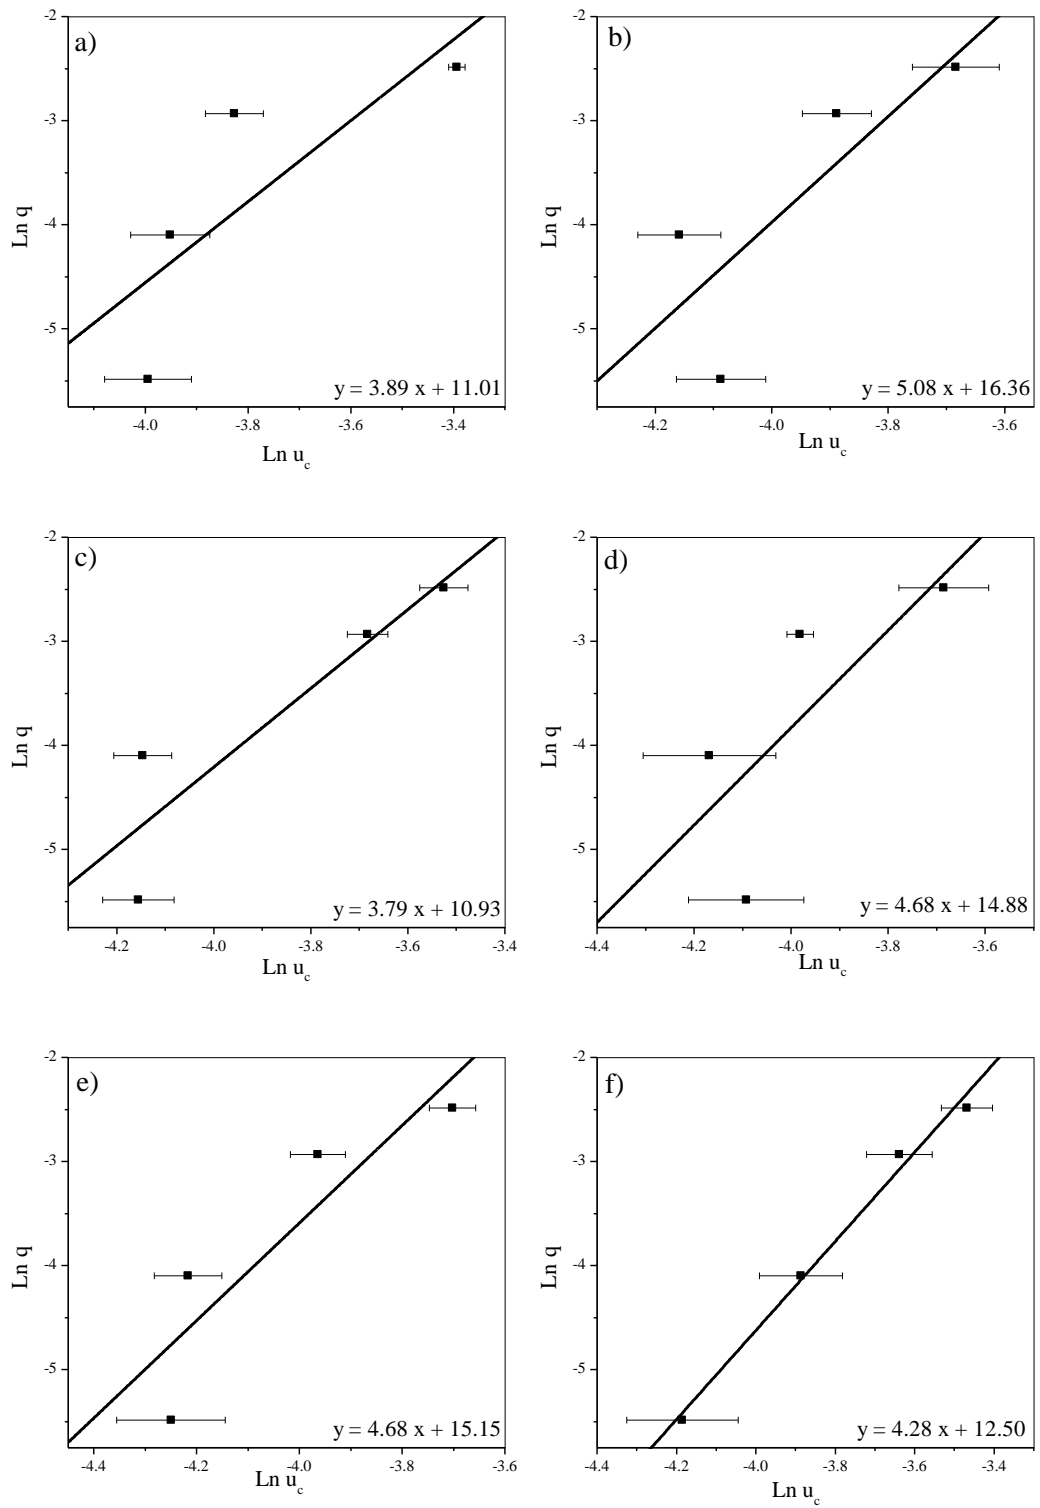 a)
-2
-3
-4
-5
Ln q
y = 3.89 x + 11.01
-4.0 -3.8 -3.6 -3.4
Ln u_c
b)
-2
-3
-4
-5
Ln q
y = 5.08 x + 16.36
-4.2 -4.0 -3.8 -3.6
Ln u_c
c)
-2
-3
-4
-5
Ln q
y = 3.79 x + 10.93
-4.2 -4.0 -3.8 -3.6 -3.4
Ln u_c
d)
-2
-3
-4
-5
Ln q
y = 4.68 x + 14.88
-4.4 -4.2 -4.0 -3.8 -3.6
Ln u_c
e)
-2
-3
-4
-5
Ln q
y = 4.68 x + 15.15
-4.4 -4.2 -4.0 -3.8 -3.6
Ln u_c
f)
-2
-3
-4
-5
Ln q
y = 4.28 x + 12.50
-4.4 -4.2 -4.0 -3.8 -3.6 -3.4
Ln u_c